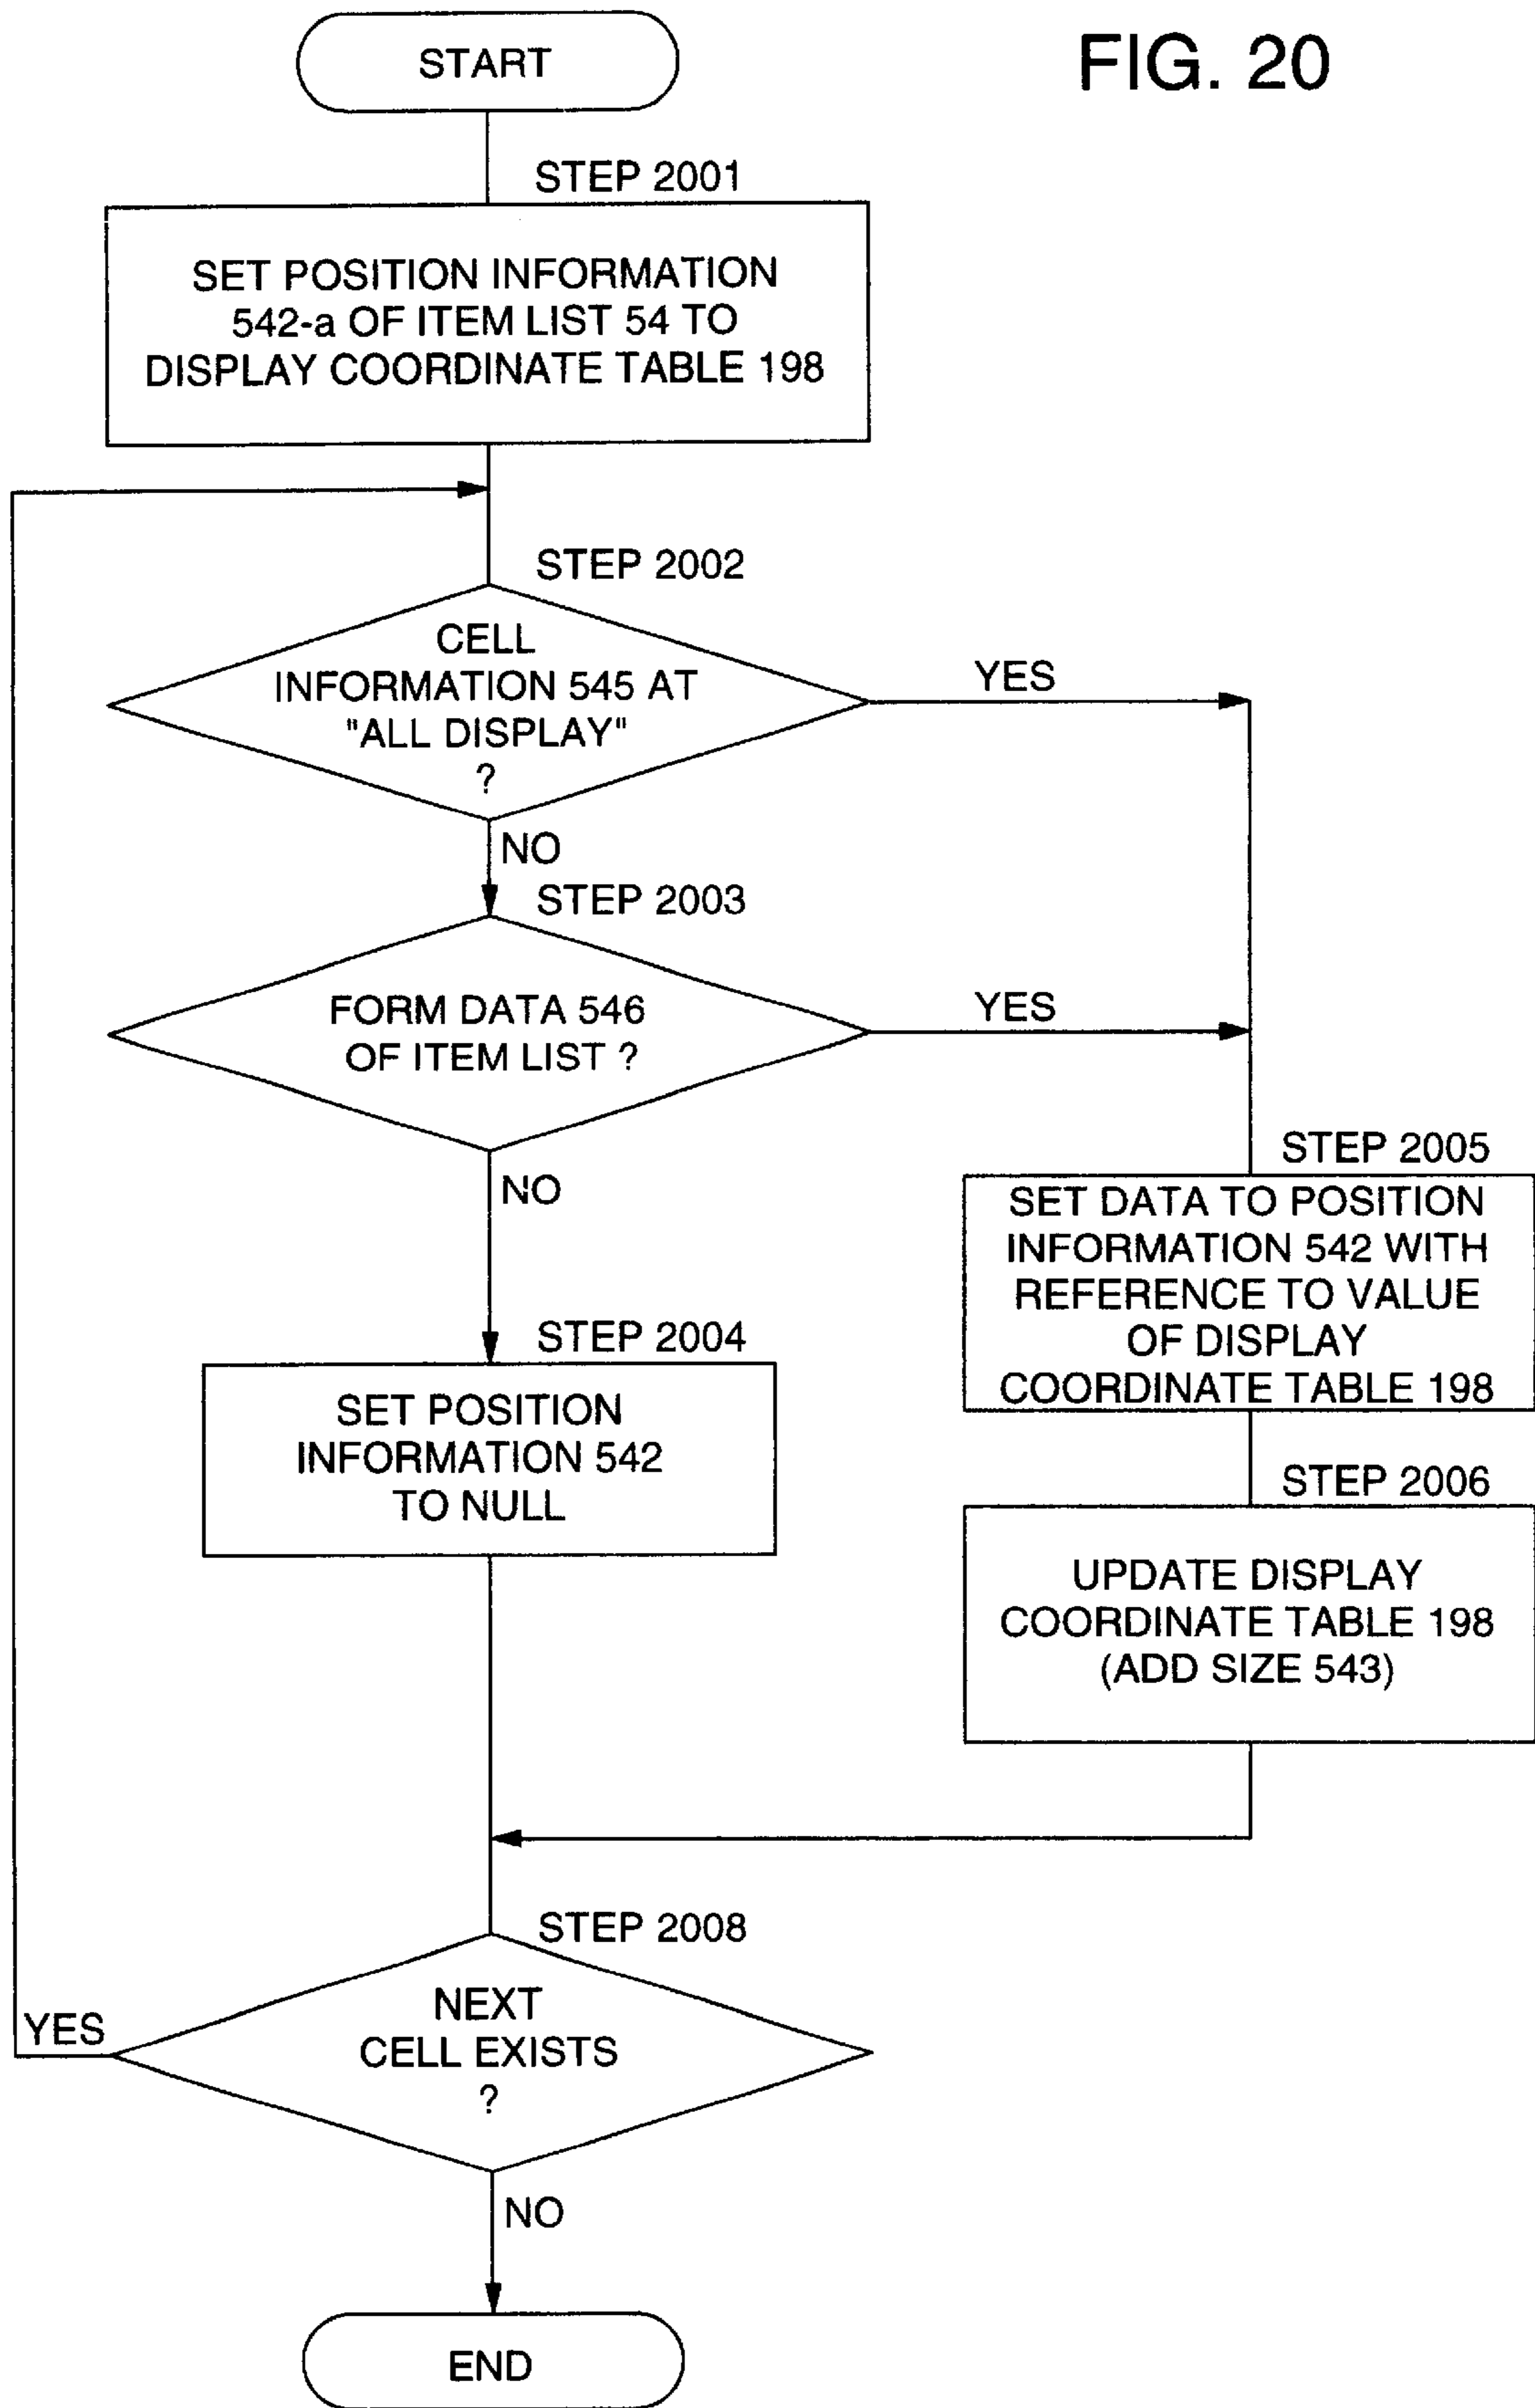 FIG. 20
START
STEP 2001
SET POSITION INFORMATION
542-a OF ITEM LIST 54 TO
DISPLAY COORDINATE TABLE 198
STEP 2002
CELL
INFORMATION 545 AT
"ALL DISPLAY"
?
YES
NO
STEP 2003
FORM DATA 546
OF ITEM LIST ?
YES
NO
STEP 2004
SET POSITION
INFORMATION 542
TO NULL
STEP 2005
SET DATA TO POSITION
INFORMATION 542 WITH
REFERENCE TO VALUE
OF DISPLAY
COORDINATE TABLE 198
STEP 2006
UPDATE DISPLAY
COORDINATE TABLE 198
(ADD SIZE 543)
STEP 2008
NEXT
CELL EXISTS
?
YES
NO
END